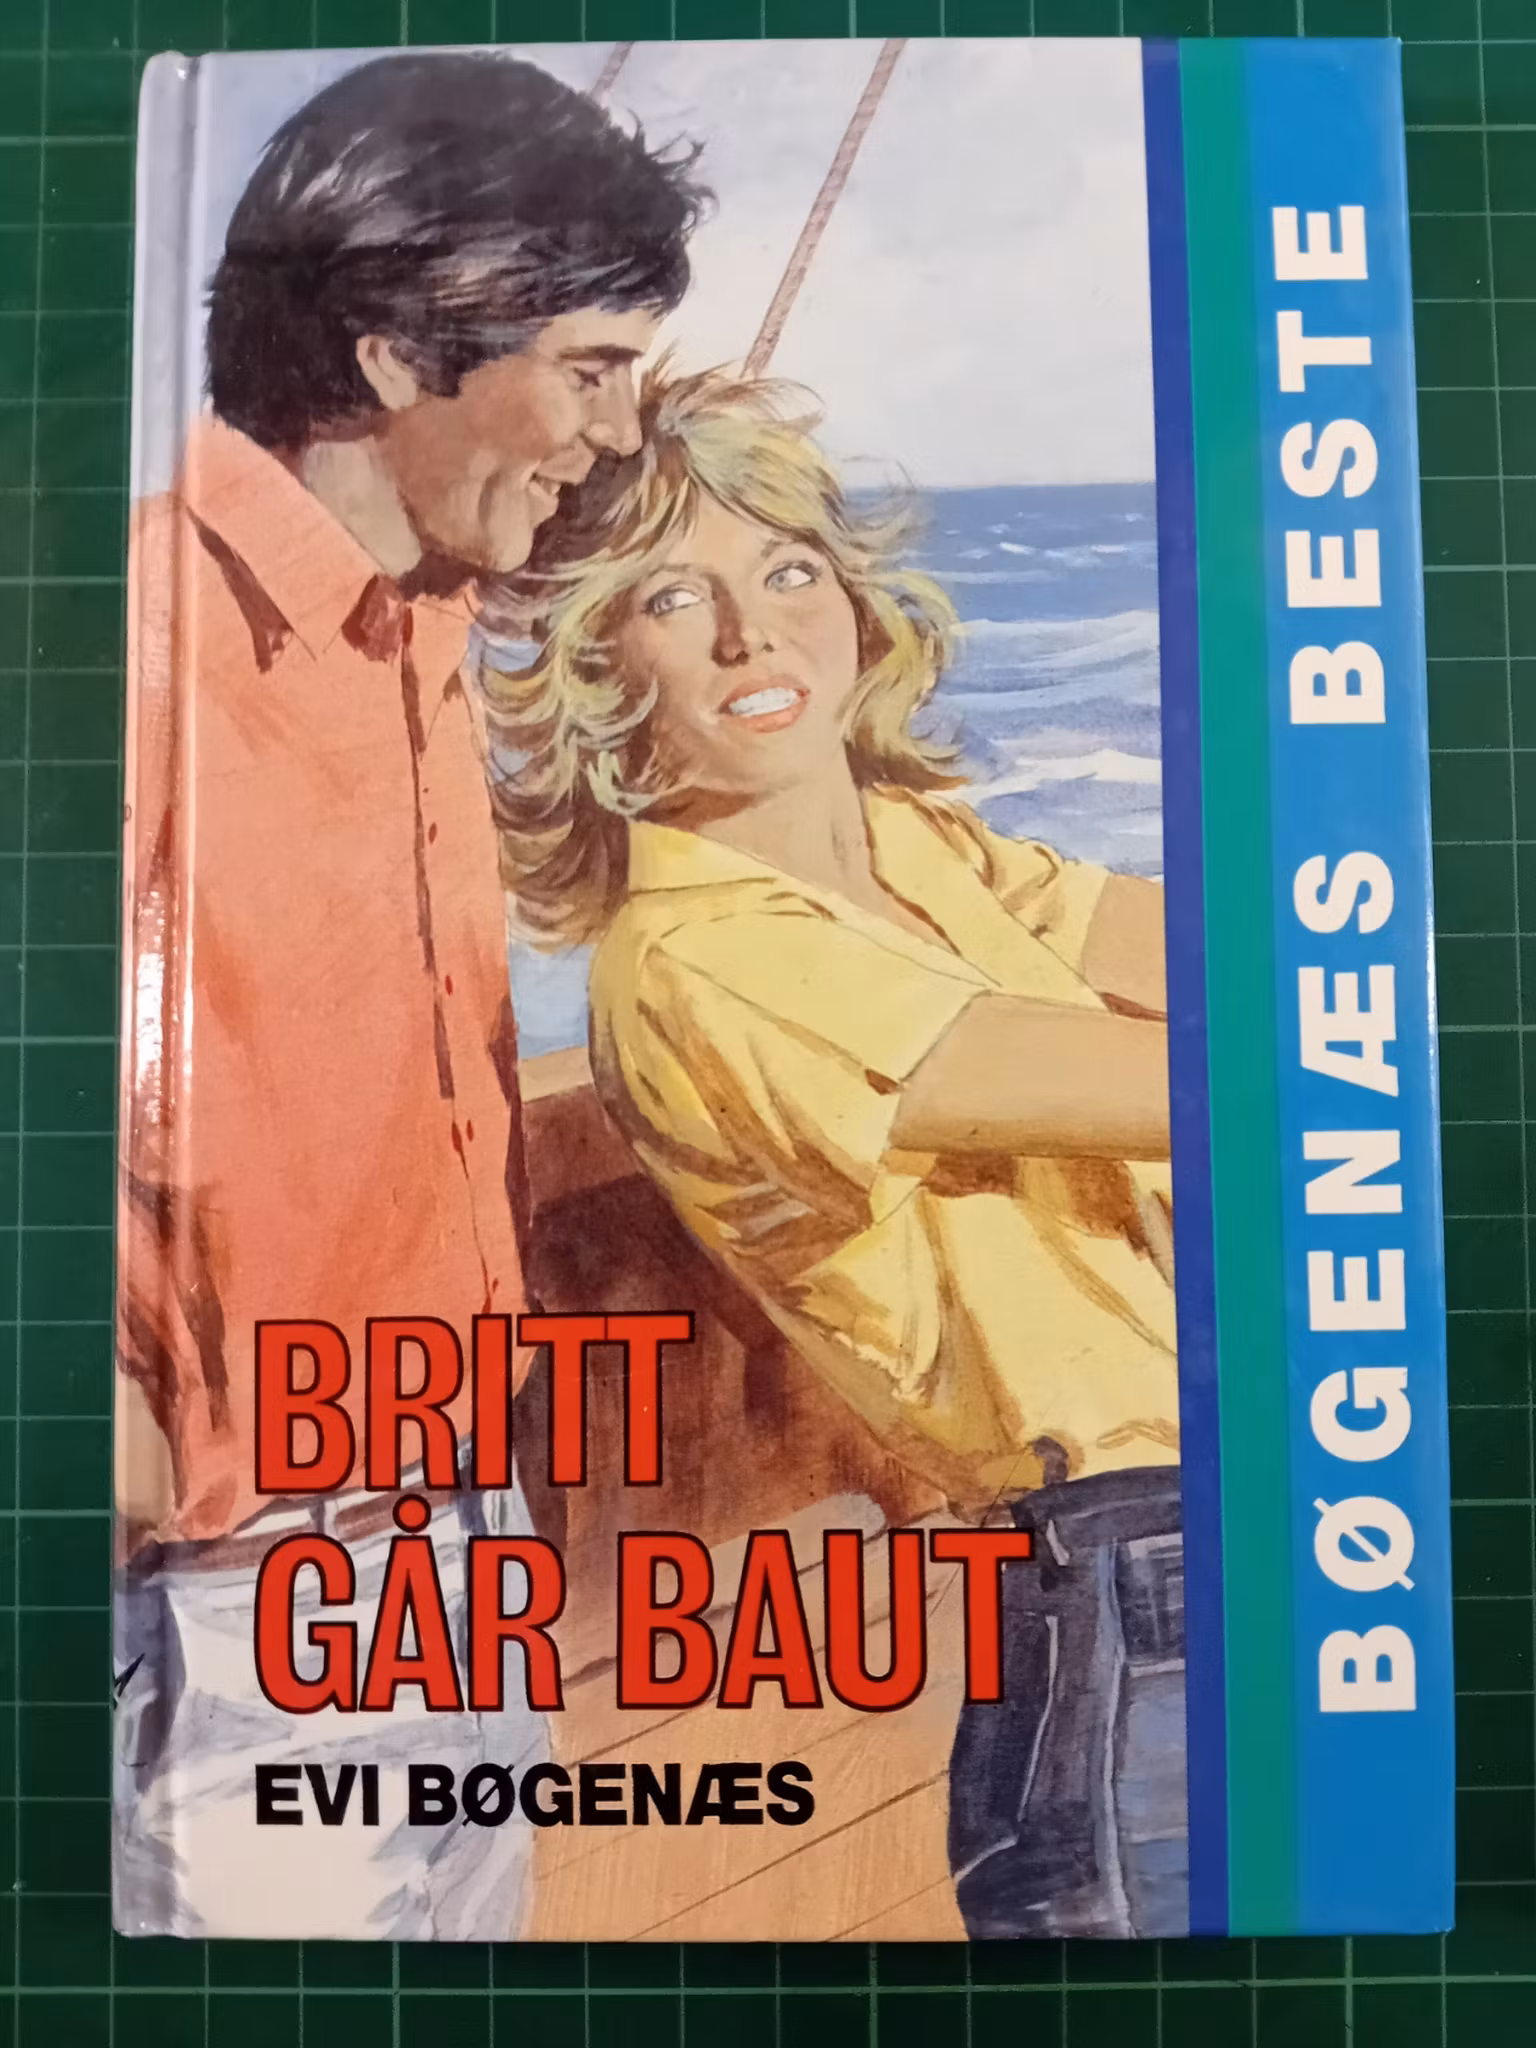 BRITT
GÅR BAUT
EVI BØGENÆS
BØGENÆS BESTE